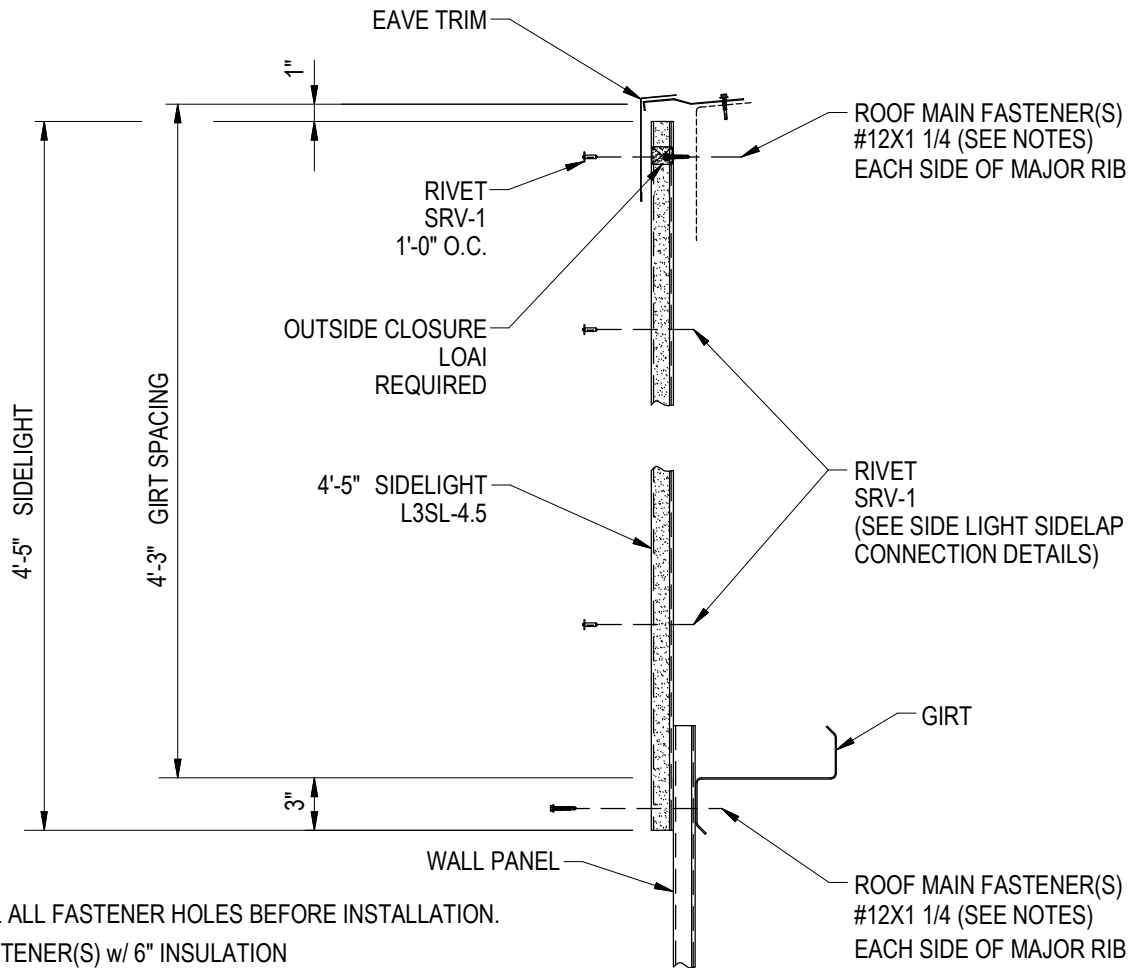 EAVE TRIM
1"
ROOF MAIN FASTENER(S)
#12X1 1/4 (SEE NOTES)
EACH SIDE OF MAJOR RIB
RIVET
SRV-1
1'-0" O.C.
OUTSIDE CLOSURE
LOAI
REQUIRED
4'-5" SIDELIGHT
4'-3" GIRT SPACING
4'-5" SIDELIGHT
L3SL-4.5
RIVET
SRV-1
(SEE SIDE LIGHT SIDELAP
CONNECTION DETAILS)
GIRT
3"
WALL PANEL
ROOF MAIN FASTENER(S)
#12X1 1/4 (SEE NOTES)
EACH SIDE OF MAJOR RIB
ALL FASTENER HOLES BEFORE INSTALLATION.
TENER(S) w/ 6" INSULATION